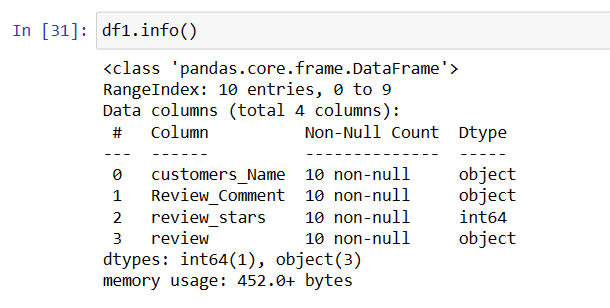 In [31]: df1.info()
<class 'pandas.core.frame.DataFrame'>
RangeIndex: 10 entries, 0 to 9
Data columns (total 4 columns):
 #   Column          Non-Null Count  Dtype
---  ------          --------------  -----
 0   customers_Name  10 non-null     object
 1   Review_Comment  10 non-null     object
 2   review_stars    10 non-null     int64
 3   review          10 non-null     object
dtypes: int64(1), object(3)
memory usage: 452.0+ bytes